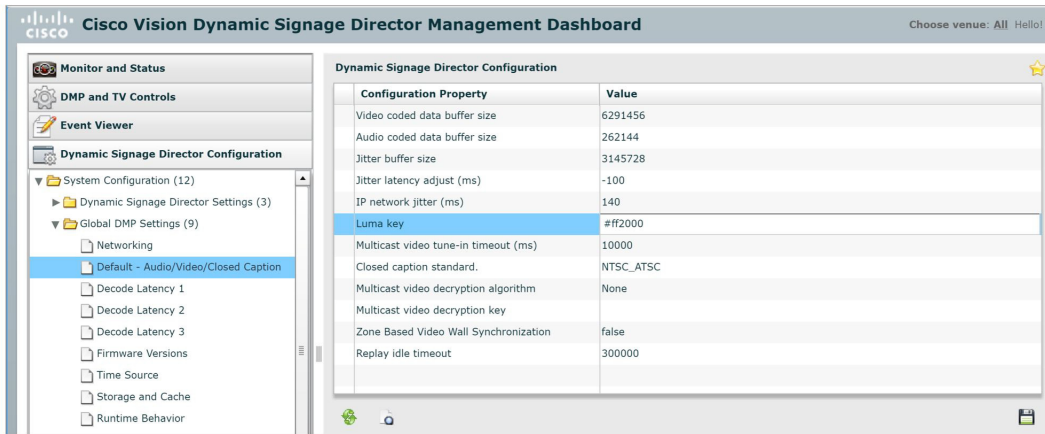 CISCO
Cisco Vision Dynamic Signage Director Management Dashboard
Choose venue: All Hello!
Monitor and Status
DMP and TV Controls
Event Viewer
Dynamic Signage Director Configuration
System Configuration (12)
Dynamic Signage Director Settings (3)
Global DMP Settings (9)
Networking
Default - Audio/Video/Closed Caption
Decode Latency 1
Decode Latency 2
Decode Latency 3
Firmware Versions
Time Source
Storage and Cache
Runtime Behavior
Dynamic Signage Director Configuration
Configuration Property Value
Video coded data buffer size 6291456
Audio coded data buffer size 262144
Jitter buffer size 3145728
Jitter latency adjust (ms) -100
IP network jitter (ms) 140
Luma key #ff2000
Multicast video tune-in timeout (ms) 10000
Closed caption standard. NTSC_ATSC
Multicast video decryption algorithm None
Multicast video decryption key
Zone Based Video Wall Synchronization false
Replay idle timeout 300000